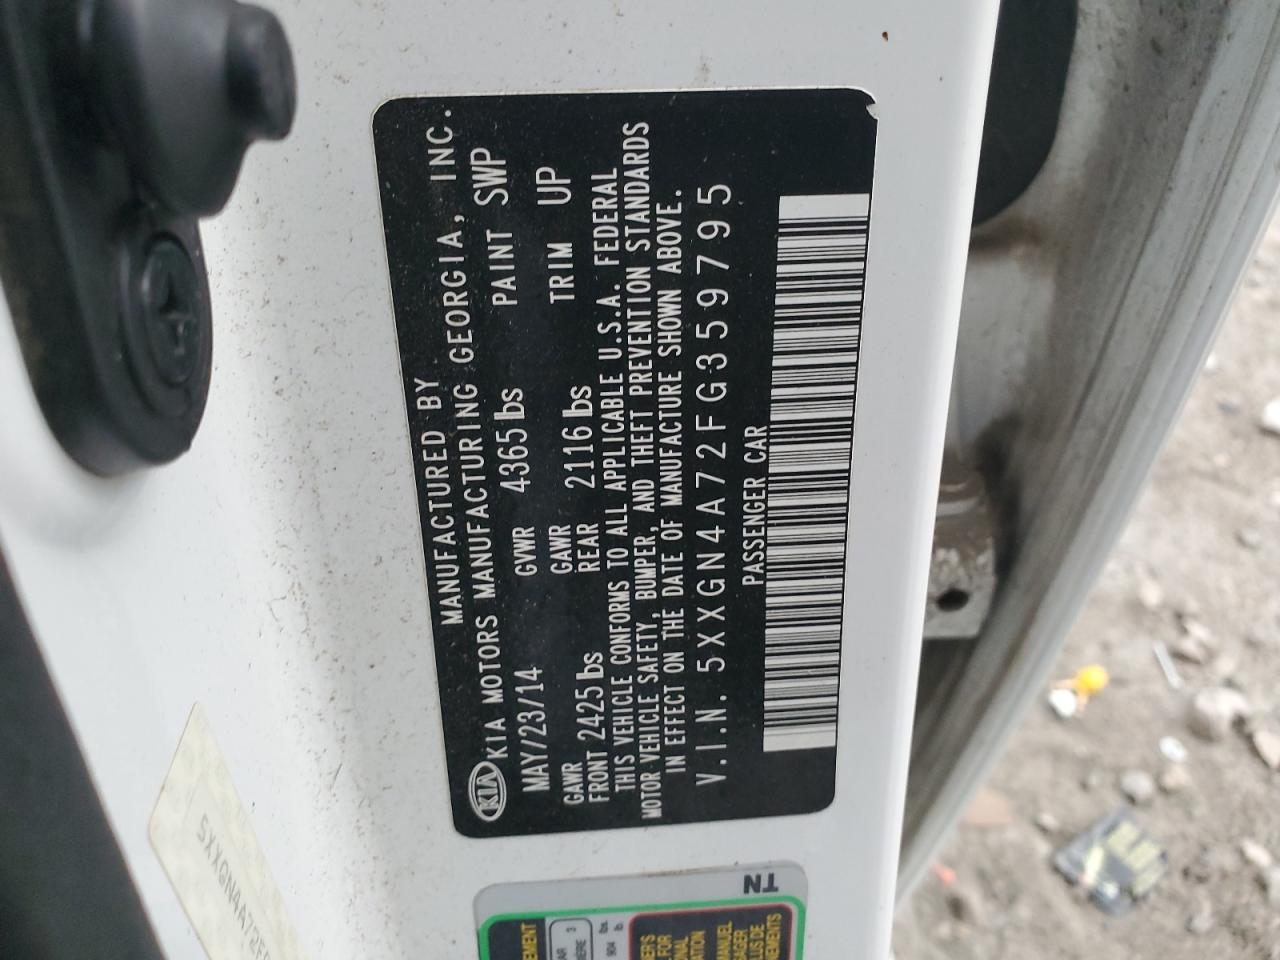 MANUFACTURED BY
KIA KIA MOTORS MANUFACTURING GEORGIA, INC.
MAY/23/14 GVWR 4365 lbs PAINT SWP
GAWR FRONT 2425 lbs GAWR REAR 2116 lbs TRIM UP
THIS VEHICLE CONFORMS TO ALL APPLICABLE U.S.A. FEDERAL
MOTOR VEHICLE SAFETY, BUMPER, AND THEFT PREVENTION STANDARDS
IN EFFECT ON THE DATE OF MANUFACTURE SHOWN ABOVE.
V.I.N. 5XXGN4A72FG359795
PASSENGER CAR
5XXGN4A72F
TN